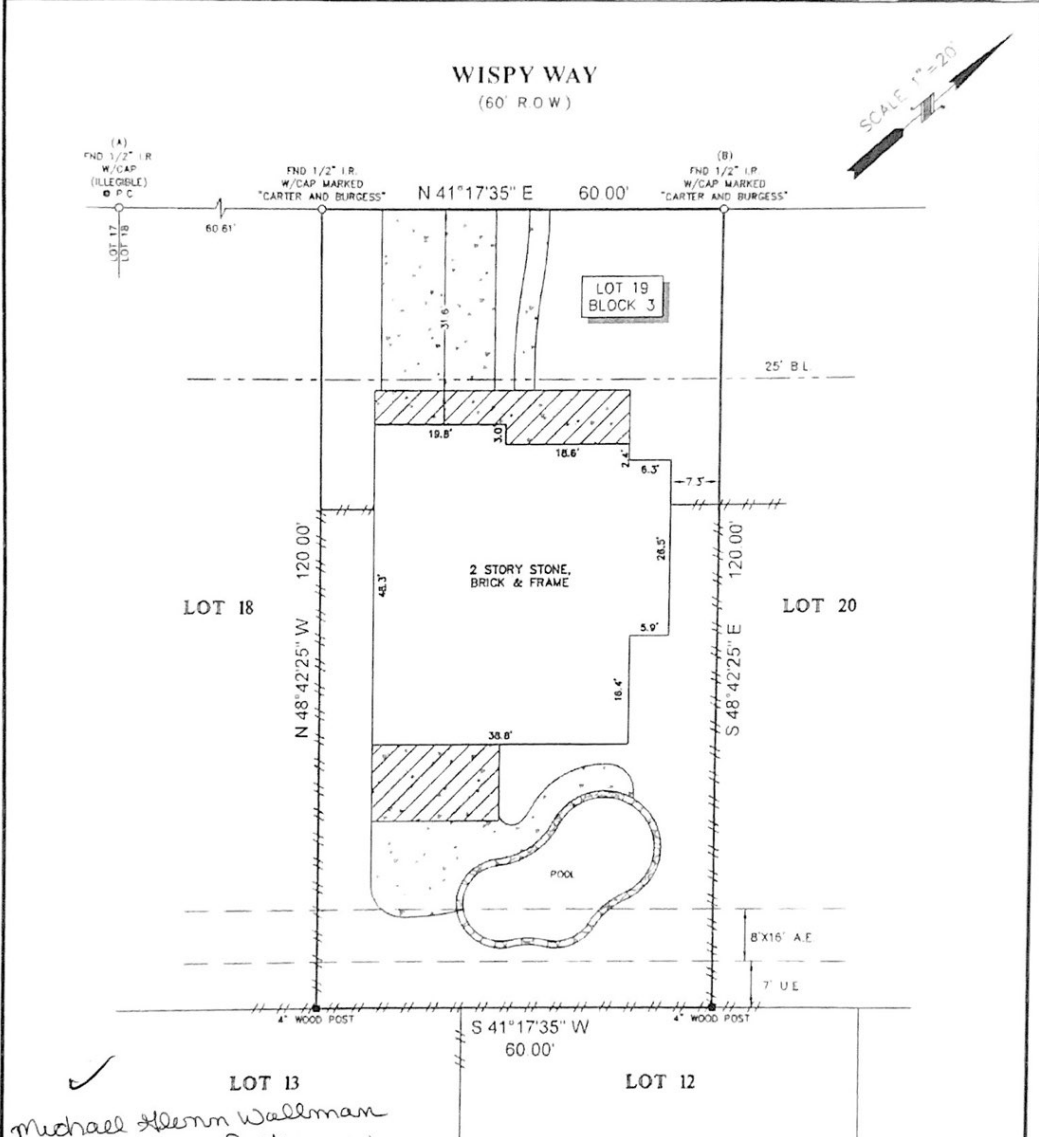 WISPY WAY
(60' R.O.W.)
SCALE 1"=20'
(A)
FND 1/2" I.R.
W/CAP
(ILLEGIBLE)
@ P.C.
FND 1/2" I.R.
W/CAP MARKED
"CARTER AND BURGESS"
N 41°17'35" E 60.00'
(B)
FND 1/2" I.R.
W/CAP MARKED
"CARTER AND BURGESS"
60.61'
LOT 17
LOT 18
LOT 19
BLOCK 3
31.6
25' B.L.
19.8'
3.0'
18.6'
2.4'
6.3'
7.3'
N 48°42'25" W 120.00'
48.3'
2 STORY STONE,
BRICK & FRAME
26.5'
S 48°42'25" E 120.00'
LOT 18
LOT 20
5.9'
16.4'
38.8'
POOL
8'X16' A.E.
7' U.E.
4" WOOD POST
4" WOOD POST
S 41°17'35" W
60.00'
LOT 13
LOT 12
Michael Glenn Wallman